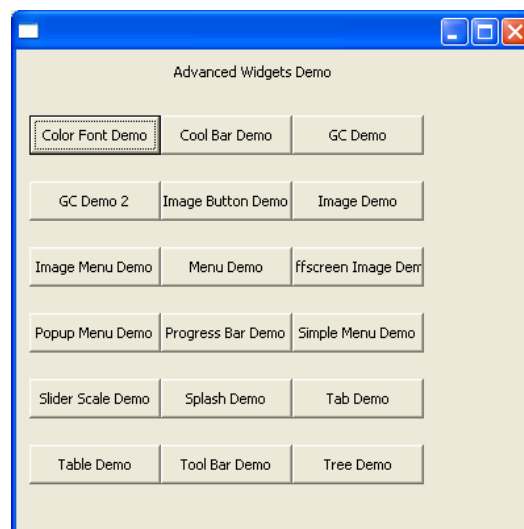 Advanced Widgets Demo
Color Font Demo
Cool Bar Demo
GC Demo
GC Demo 2
Image Button Demo
Image Demo
Image Menu Demo
Menu Demo
ffscreen Image Dem
Popup Menu Demo
Progress Bar Demo
Simple Menu Demo
Slider Scale Demo
Splash Demo
Tab Demo
Table Demo
Tool Bar Demo
Tree Demo